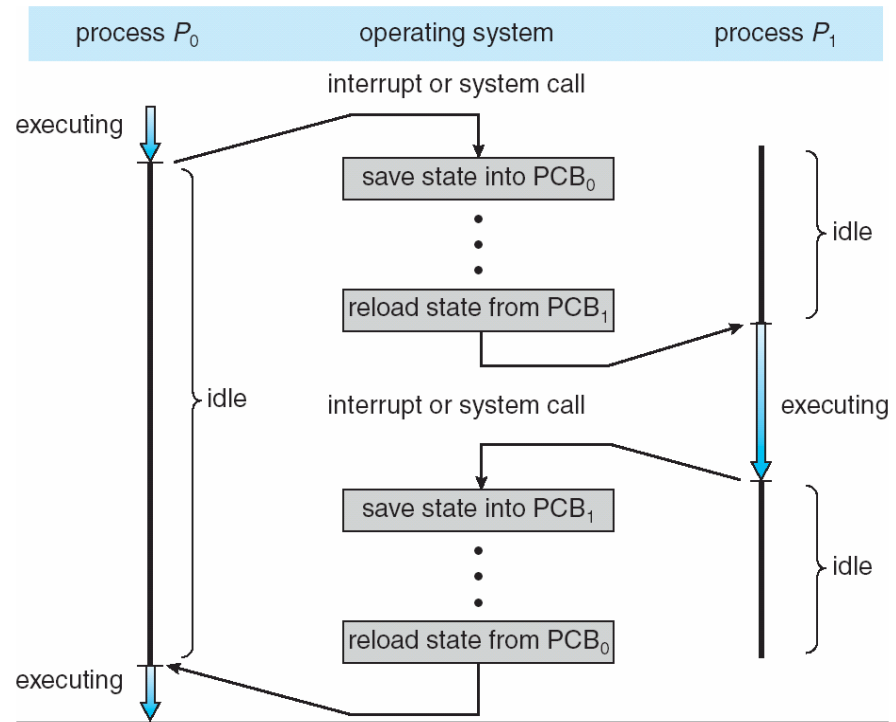 process P₀ operating system process P₁
interrupt or system call
executing
save state into PCB₀
idle
reload state from PCB₁
idle
interrupt or system call
executing
save state into PCB₁
idle
reload state from PCB₀
executing